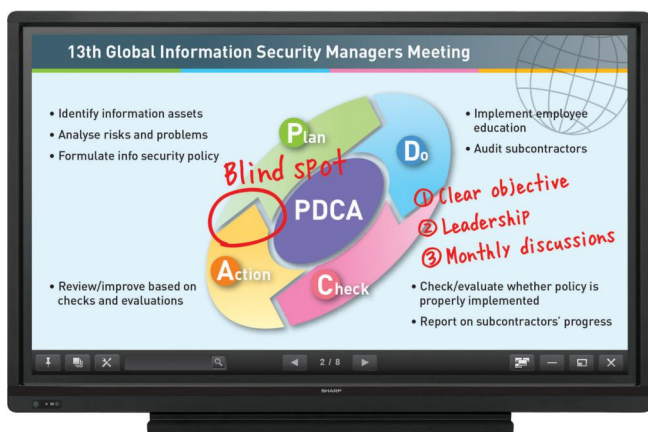 13th Global Information Security Managers Meeting
• Identify information assets
• Analyse risks and problems
• Formulate info security policy
Plan
Do
• Implement employee
education
• Audit subcontractors
Blind spot
PDCA
① Clear objective
② Leadership
③ Monthly discussions
Action
Check
• Review/improve based on
checks and evaluations
• Check/evaluate whether policy is
properly implemented
• Report on subcontractors' progress
2 / 8
SHARP